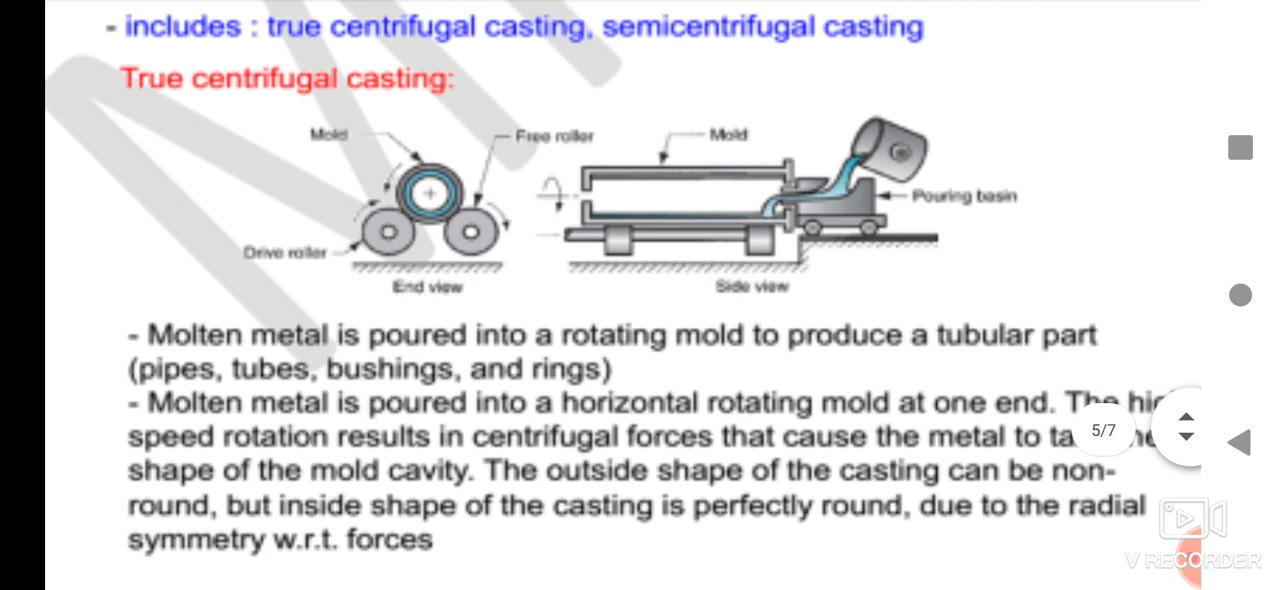 - includes : true centrifugal casting, semicentrifugal casting
True centrifugal casting:
Mold
Free roller
Mold
Pouring basin
Drive roller
End view
Side view
- Molten metal is poured into a rotating mold to produce a tubular part
(pipes, tubes, bushings, and rings)
- Molten metal is poured into a horizontal rotating mold at one end. The
speed rotation results in centrifugal forces that cause the metal to
5/7
shape of the mold cavity. The outside shape of the casting can be non-
round, but inside shape of the casting is perfectly round, due to the radial
symmetry w.r.t. forces
V RECORDER